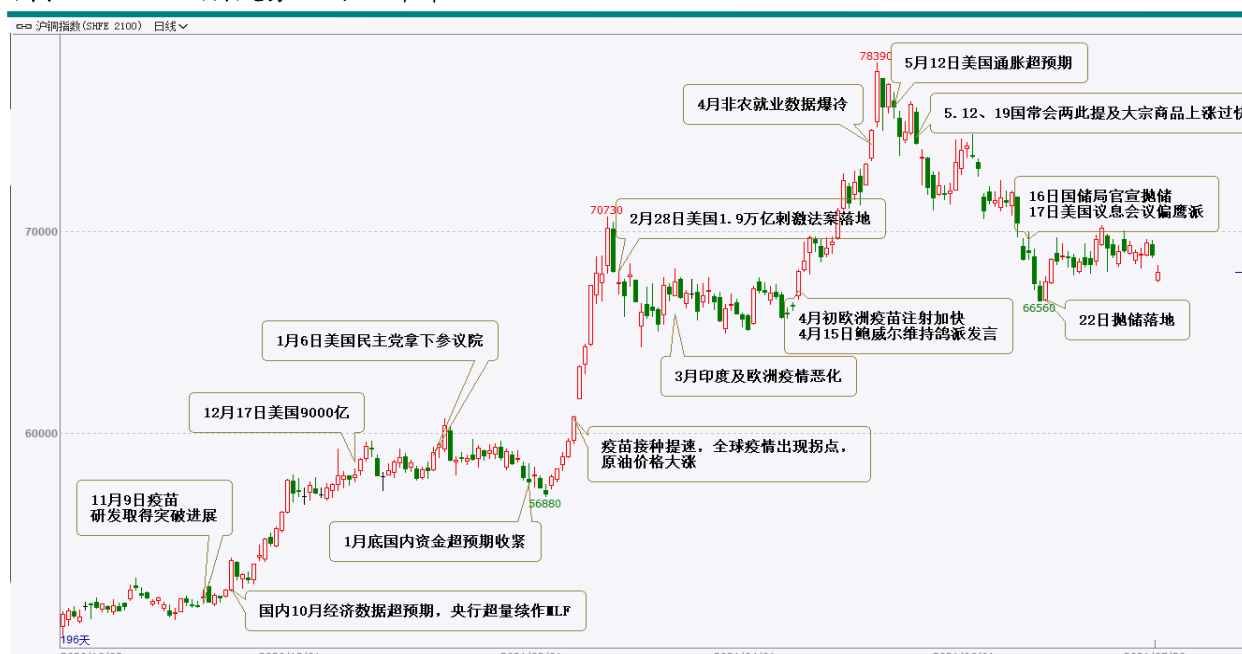 沪铜指数(SHFE 2100) 日线
78390
5月12日美国通胀超预期
4月非农就业数据爆冷
5.12、19国常会两此提及大宗商品上涨过快
16日国储局官宣抛储
17日美国议息会议偏鹰派
70730
2月28日美国1.9万亿刺激法案落地
70000
66560
22日抛储落地
4月初欧洲疫苗注射加快
4月15日鲍威尔维持鸽派发言
1月6日美国民主党拿下参议院
3月印度及欧洲疫情恶化
12月17日美国9000亿
60000
疫苗接种提速，全球疫情出现拐点，
原油价格大涨
11月9日疫苗
研发取得突破进展
56880
1月底国内资金超预期收紧
国内10月经济数据超预期，央行超量续作MLF
196天